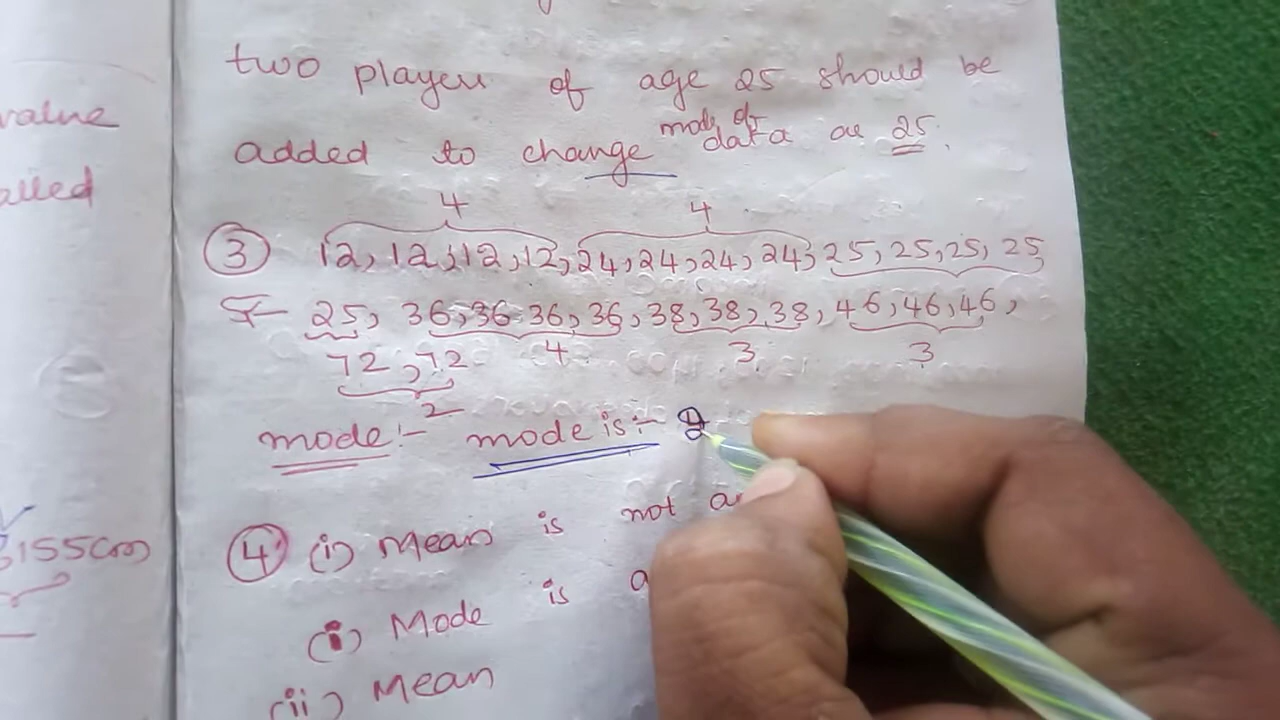 value
alled
155cm
two players of age 25 should be
mode of
added to change data as 25.
4 4
③ 12, 12, 12, 12, 24, 24, 24, 24, 25, 25, 25, 25
25, 36, 36 36, 36, 38, 38, 38, 46, 46, 46,
72, 72 4 3 3
2
mode:- mode is:-
④ (i) Mean is not
(i) Mode is a
(ii) Mean